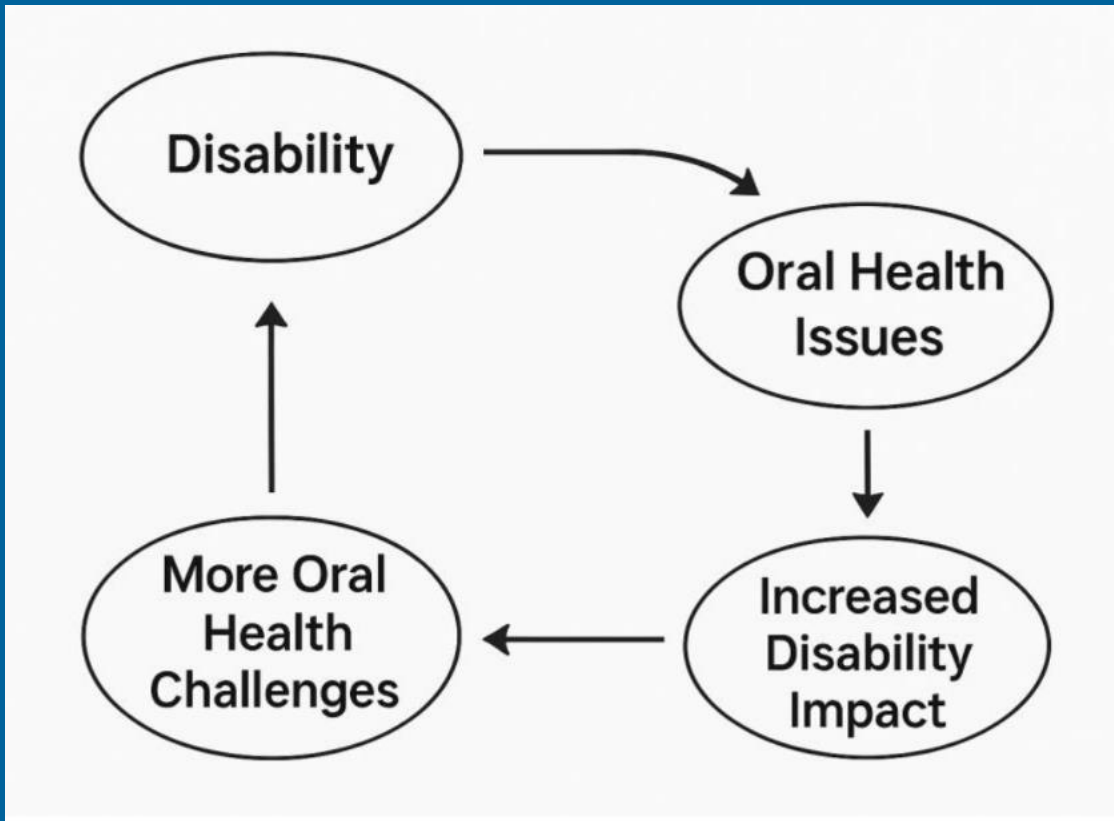 Disability
Oral Health
Issues
Increased
Disability
Impact
More Oral
Health
Challenges